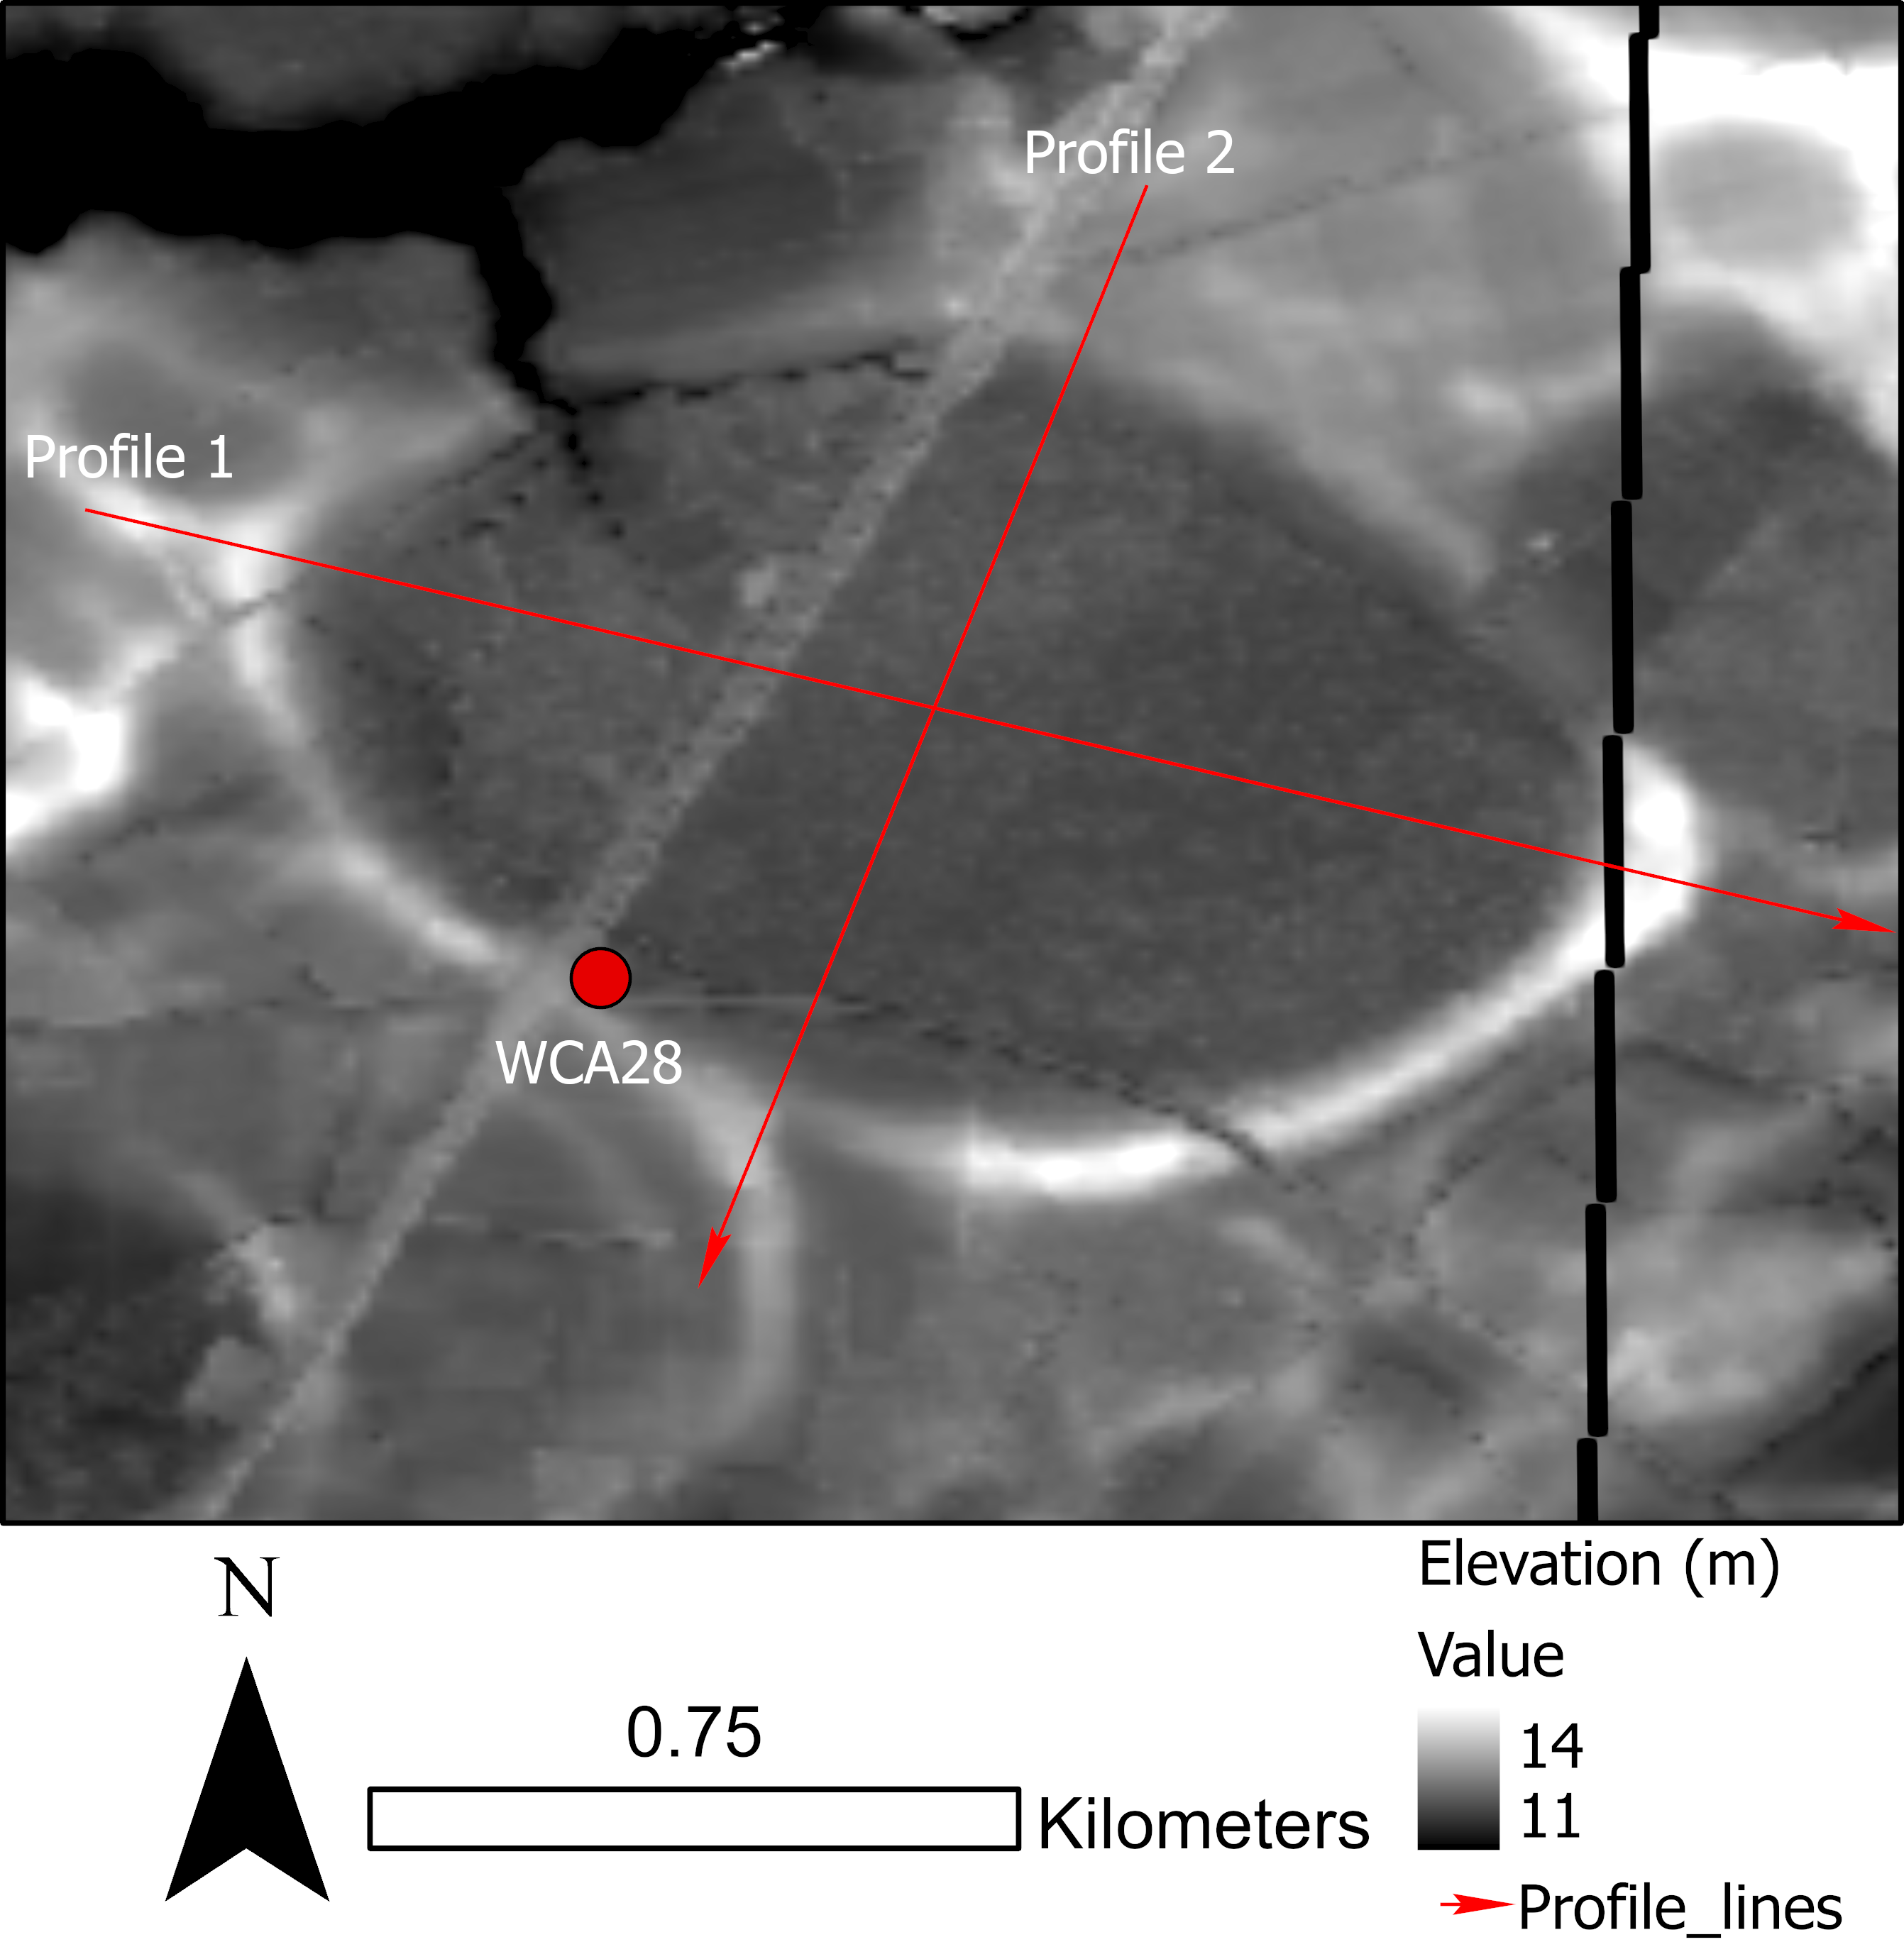 Profile 2
Profile 1
WCA28
N
0.75
Kilometers
Elevation (m)
Value
14
11
Profile_lines